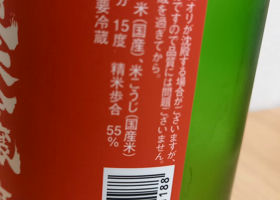 オリが沈殿する場合がございますが、
ですので品質には問題ございません。
を過ぎてから。
米(国産)、米こうじ(国産米)
分 15度 精米歩合 55%
要冷蔵
188